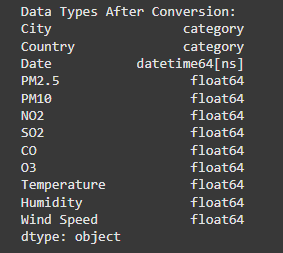 Data Types After Conversion:
City category
Country category
Date datetime64[ns]
PM2.5 float64
PM10 float64
NO2 float64
SO2 float64
CO float64
O3 float64
Temperature float64
Humidity float64
Wind Speed float64
dtype: object